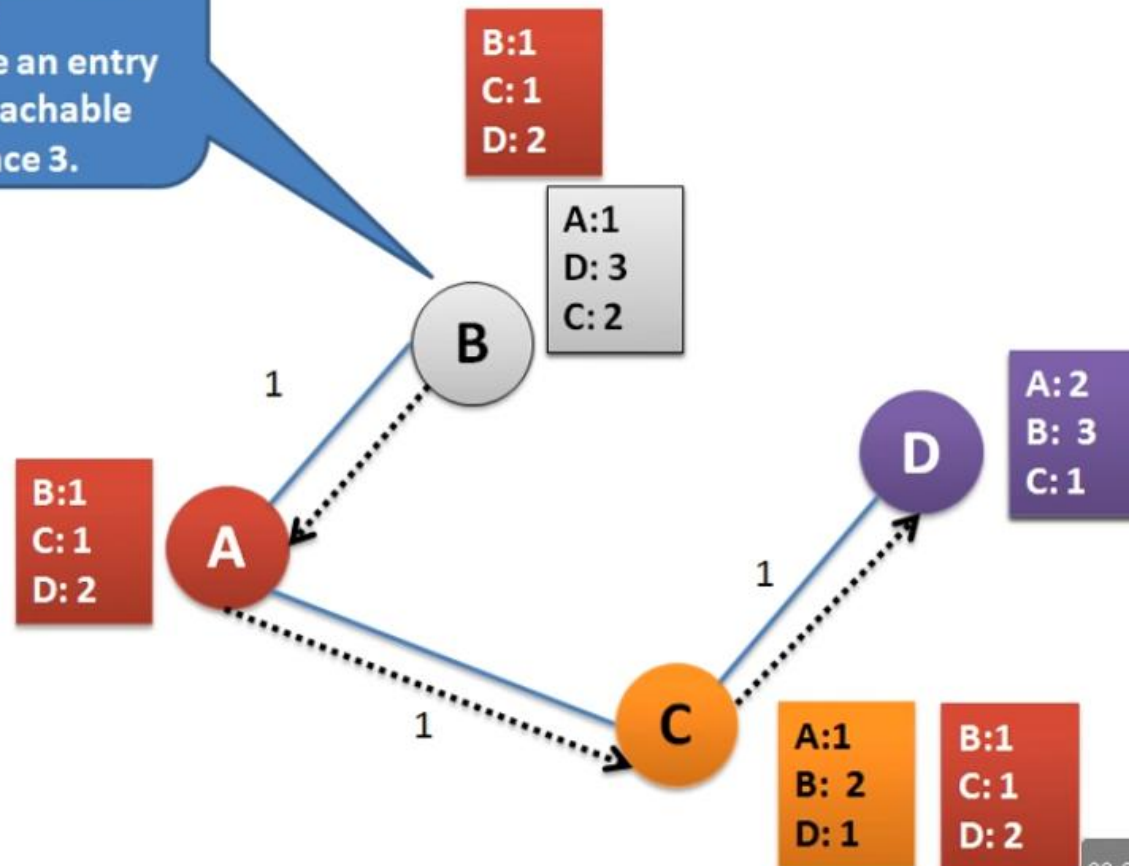 e an entry
achable
ce 3.
B:1
C: 1
D: 2
A:1
D: 3
C: 2
B
1
A: 2
B: 3
C: 1
D
B:1
C: 1
D: 2
A
1
1
C
A:1
B: 2
D: 1
B:1
C: 1
D: 2